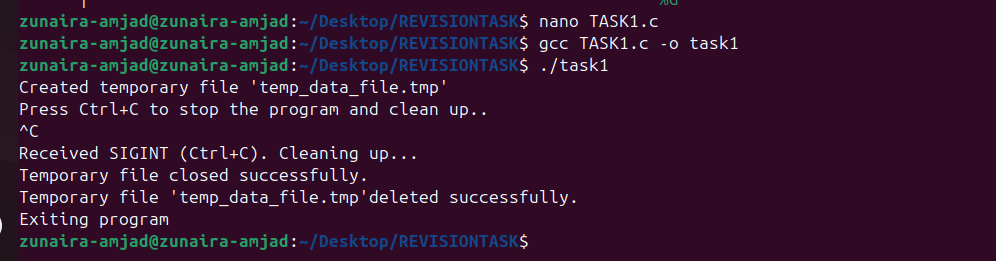 zunaira-amjad@zunaira-amjad:~/Desktop/REVISIONTASK$ nano TASK1.c
zunaira-amjad@zunaira-amjad:~/Desktop/REVISIONTASK$ gcc TASK1.c -o task1
zunaira-amjad@zunaira-amjad:~/Desktop/REVISIONTASK$ ./task1
Created temporary file 'temp_data_file.tmp'
Press Ctrl+C to stop the program and clean up..
^C
Received SIGINT (Ctrl+C). Cleaning up...
Temporary file closed successfully.
Temporary file 'temp_data_file.tmp'deleted successfully.
Exiting program
zunaira-amjad@zunaira-amjad:~/Desktop/REVISIONTASK$